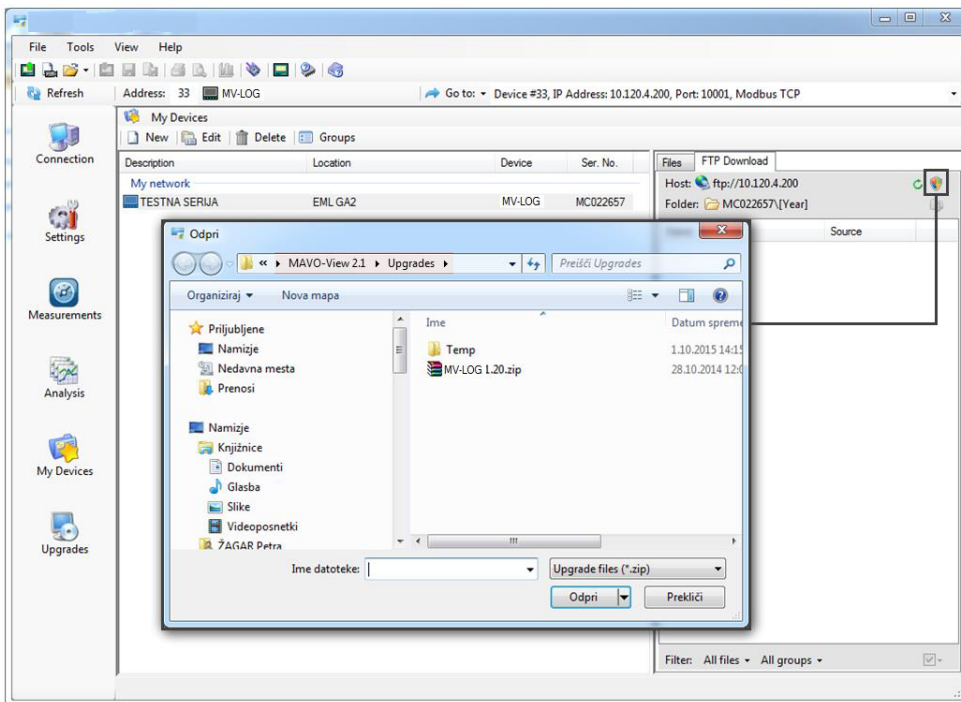 File Tools View Help
Refresh Address: 33 MV-LOG Go to: Device #33, IP Address: 10.120.4.200, Port: 10001, Modbus TCP
My Devices
New Edit Delete Groups
Connection
Settings
Measurements
Analysis
My Devices
Upgrades
Description Location Device Ser. No.
My network
TESTNA SERIJA EML GA2 MV-LOG MC022657
Files FTP Download
Host: ftp://10.120.4.200
Folder: MC022657\[Year]
Source
Odpri
« MAVO-View 2.1 Upgrades Preišči Upgrades
Organiziraj Nova mapa
Priljubljene
Namizje
Nedavna mesta
Prenosi
Namizje
Knjižnice
Dokumenti
Glasba
Slike
Videoposnetki
ŽAGAR Petra
Ime Datum spreme
Temp 1.10.2015 14:15
MV-LOG 1.20.zip 28.10.2014 12:0
Ime datoteke: Upgrade files (*.zip)
Odpri Prekliči
Filter: All files All groups